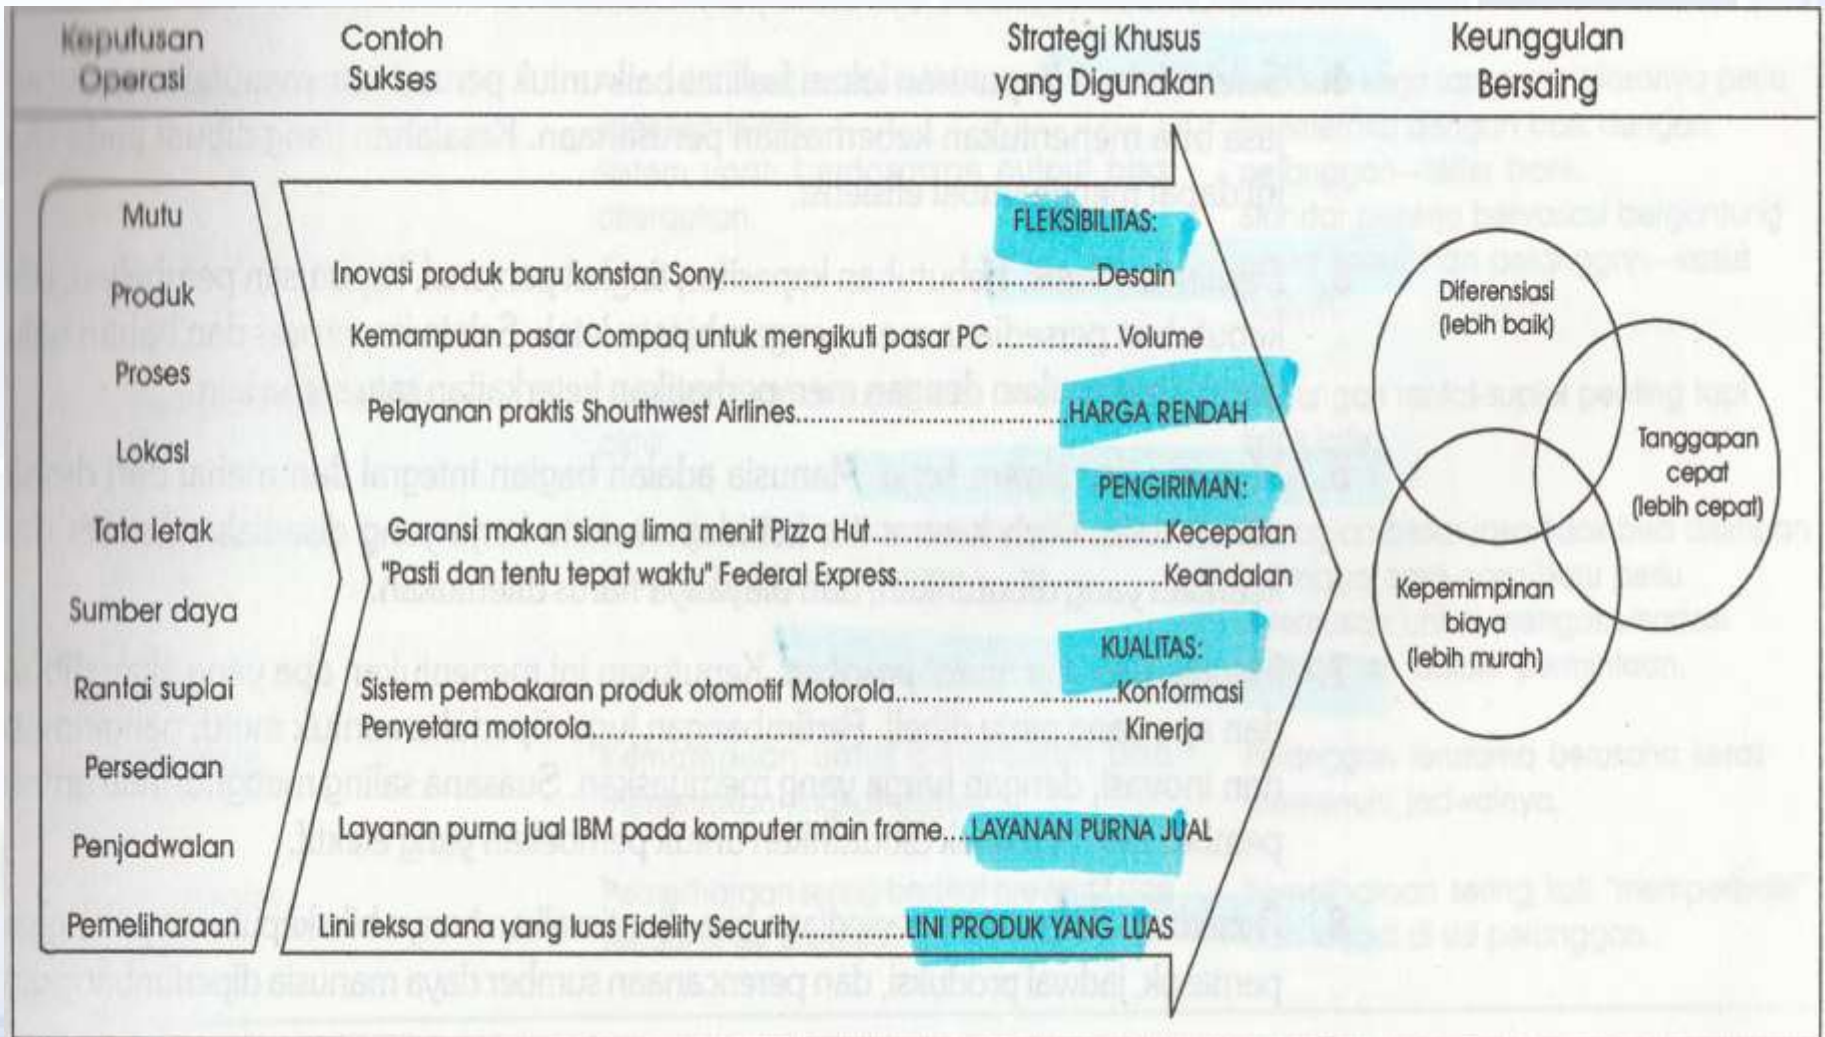 Keputusan
Operasi
Contoh
Sukses
Strategi Khusus
yang Digunakan
Keunggulan
Bersaing
Mutu
Produk
Proses
Lokasi
Tata letak
Sumber daya
Rantai suplai
Persediaan
Penjadwalan
Pemeliharaan
FLEKSIBILITAS:
Inovasi produk baru konstan Sony..........................................Desain
Kemampuan pasar Compaq untuk mengikuti pasar PC ..............Volume
Pelayanan praktis Shouthwest Airlines...............................HARGA RENDAH
PENGIRIMAN:
Garansi makan siang lima menit Pizza Hut.................................Kecepatan
"Pasti dan tentu tepat waktu" Federal Express..............................Keandalan
KUALITAS:
Sistem pembakaran produk otomotif Motorola.........................Konformasi
Penyetara motorola............................................................ Kinerja
Layanan purna jual IBM pada komputer main frame....LAYANAN PURNA JUAL
Lini reksa dana yang luas Fidelity Security.............LINI PRODUK YANG LUAS
Diferensiasi
(lebih baik)
Tanggapan
cepat
(lebih cepat)
Kepemimpinan
biaya
(lebih murah)